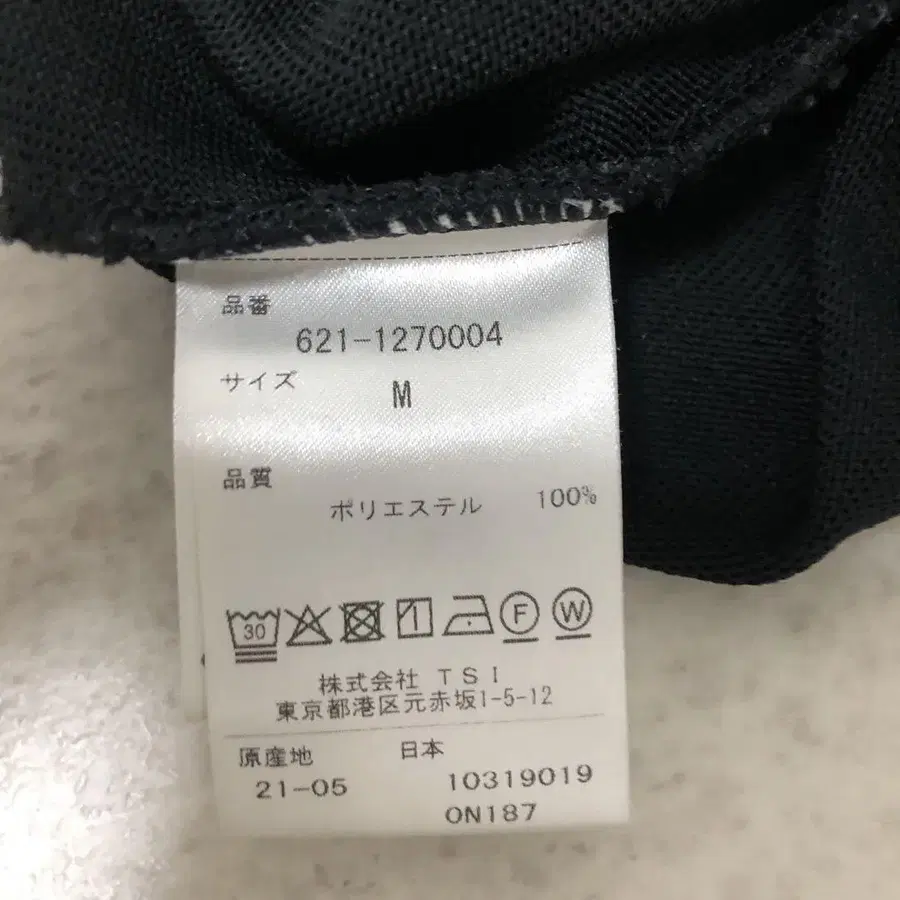 品番
621-1270004
サイズ
M
品質
ポリエステル 100%
30 F W
株式会社 TSI
東京都港区元赤坂1-5-12
原産地 日本
21-05 10319019
0N187